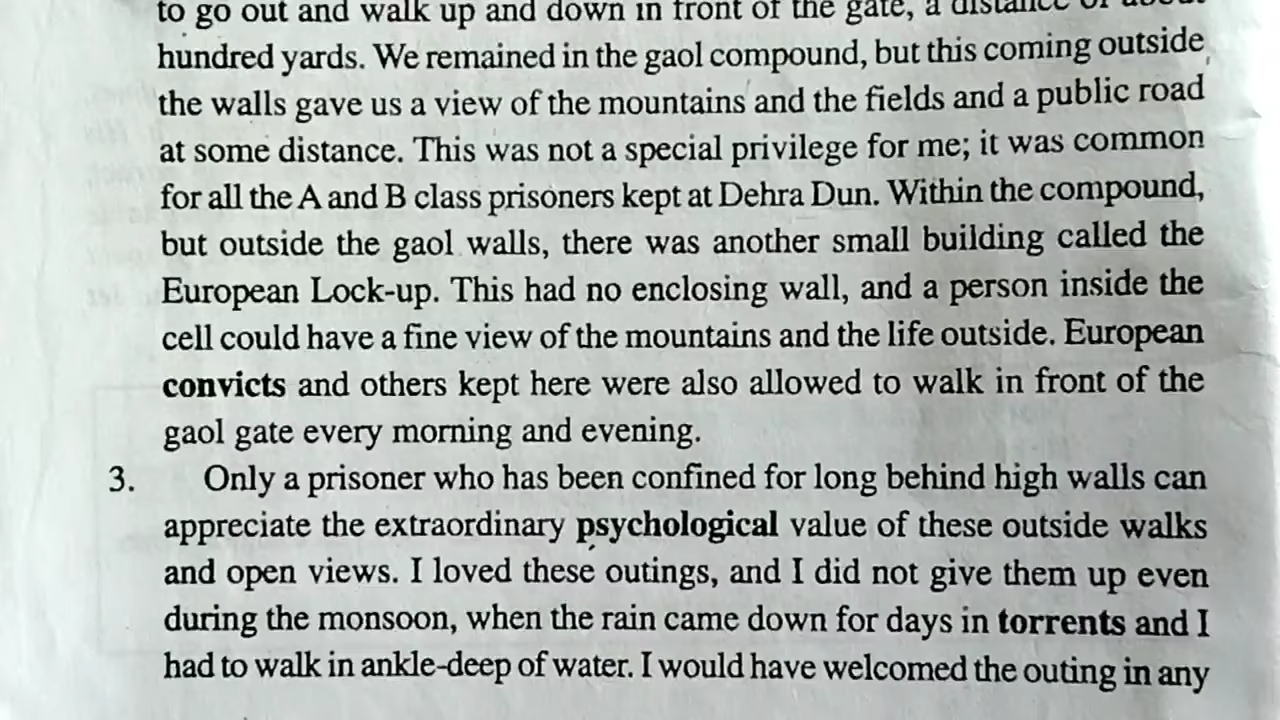 to go out and walk up and down in front of the gate, a distance of about
hundred yards. We remained in the gaol compound, but this coming outside
the walls gave us a view of the mountains and the fields and a public road
at some distance. This was not a special privilege for me; it was common
for all the A and B class prisoners kept at Dehra Dun. Within the compound,
but outside the gaol walls, there was another small building called the
European Lock-up. This had no enclosing wall, and a person inside the
cell could have a fine view of the mountains and the life outside. European
convicts and others kept here were also allowed to walk in front of the
gaol gate every morning and evening.
3. Only a prisoner who has been confined for long behind high walls can
appreciate the extraordinary psychological value of these outside walks
and open views. I loved these outings, and I did not give them up even
during the monsoon, when the rain came down for days in torrents and I
had to walk in ankle-deep of water. I would have welcomed the outing in any